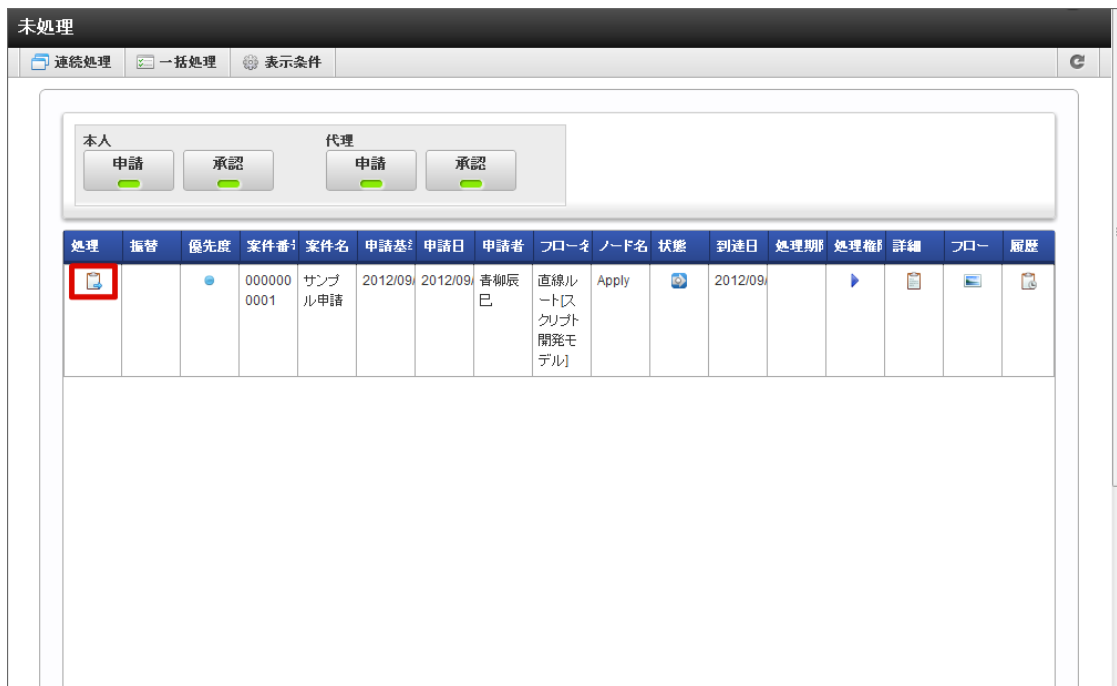 未処理
連続処理 一括処理 表示条件
本人 代理
申請 承認 申請 承認
処理 振替 優先度 案件番 案件名 申請基 申請日 申請者 フロー名 ノード名 状態 到達日 処理期 処理権 詳細 フロー 履歴
000000 サンプ 2012/09/ 2012/09/ 青柳辰 直線ル Apply 2012/09/
0001 ル申請 巳 ート[ス
クリプト
開発モ
デル]